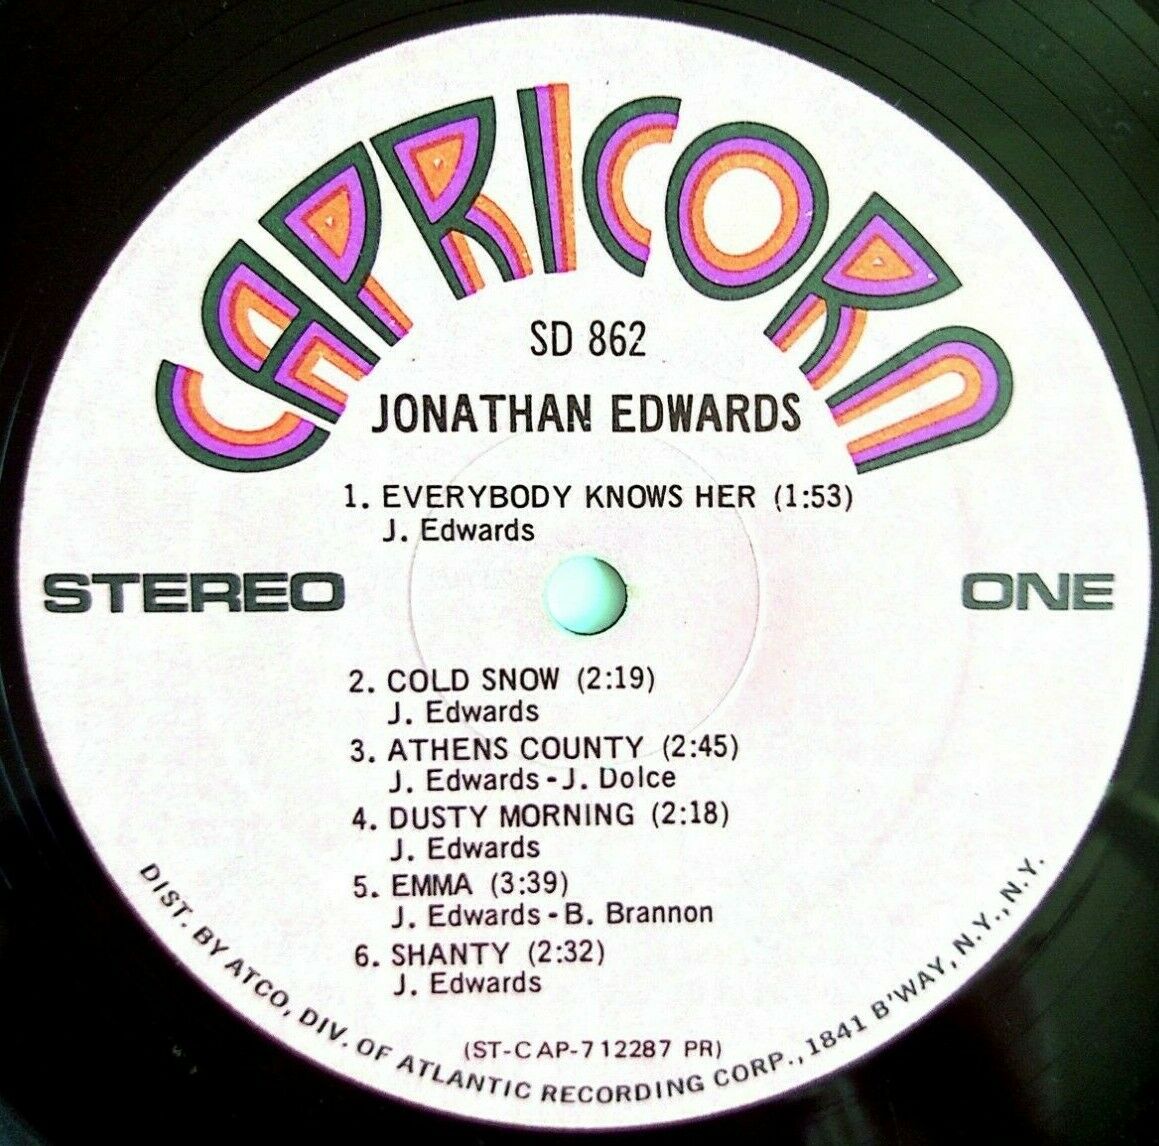 CAPRICORN
SD 862
JONATHAN EDWARDS
1. EVERYBODY KNOWS HER (1:53)
J. Edwards
STEREO
ONE
2. COLD SNOW (2:19)
J. Edwards
3. ATHENS COUNTY (2:45)
J. Edwards - J. Dolce
4. DUSTY MORNING (2:18)
J. Edwards
5. EMMA (3:39)
J. Edwards - B. Brannon
6. SHANTY (2:32)
J. Edwards
(ST-CAP-712287 PR)
DIST. BY ATCO, DIV. OF ATLANTIC RECORDING CORP., 1841 B'WAY, N.Y., N.Y.